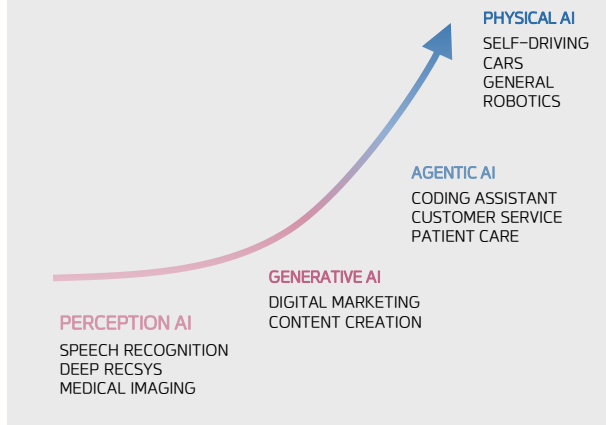 PHYSICAL AI
SELF-DRIVING
CARS
GENERAL
ROBOTICS
AGENTIC AI
CODING ASSISTANT
CUSTOMER SERVICE
PATIENT CARE
GENERATIVE AI
DIGITAL MARKETING
CONTENT CREATION
PERCEPTION AI
SPEECH RECOGNITION
DEEP RECSYS
MEDICAL IMAGING